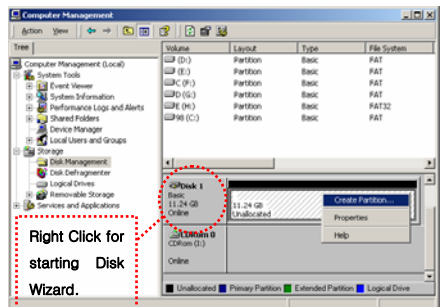 Computer Management
Action View
Tree
Computer Management (Local)
System Tools
Event Viewer
System Information
Performance Logs and Alerts
Shared Folders
Device Manager
Local Users and Groups
Storage
Disk Management
Disk Defragmenter
Logical Drives
Removable Storage
Services and Applications
Volume Layout Type File System
(D:) Partition Basic FAT
(E:) Partition Basic FAT
C (F:) Partition Basic FAT
D (G:) Partition Basic FAT
E (H:) Partition Basic FAT32
98 (C:) Partition Basic FAT
Disk 1
Basic
11.24 GB
Online
11.24 GB
Unallocated
Create Partition...
Properties
Help
CDRom 0
CDRom (I:)
Online
Unallocated Primary Partition Extended Partition Logical Drive
Right Click for
starting Disk
Wizard.